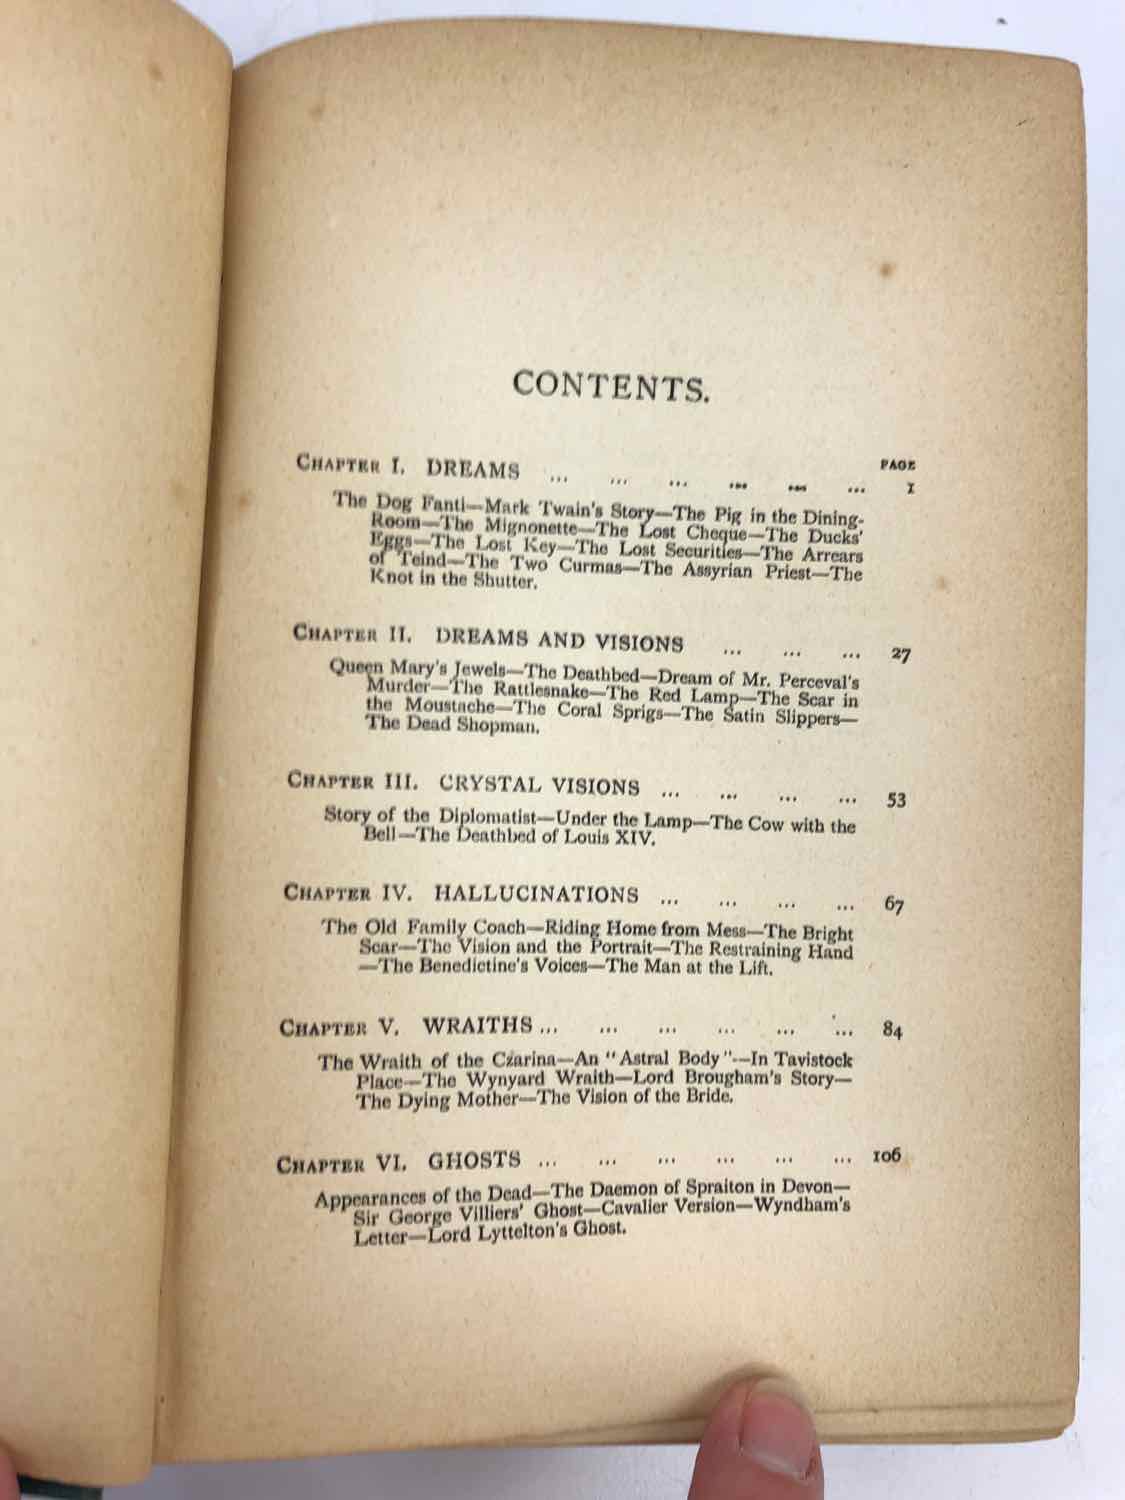 CONTENTS.
PAGE
CHAPTER I. DREAMS ... ... ... ... ... ... 1
The Dog Fanti—Mark Twain's Story—The Pig in the Dining-
Room—The Mignonette—The Lost Cheque—The Ducks'
Eggs—The Lost Key—The Lost Securities—The Arrears
of Teind—The Two Curmas—The Assyrian Priest—The
Knot in the Shutter.
CHAPTER II. DREAMS AND VISIONS ... ... ... 27
Queen Mary's Jewels—The Deathbed—Dream of Mr. Perceval's
Murder—The Rattlesnake—The Red Lamp—The Scar in
the Moustache—The Coral Sprigs—The Satin Slippers—
The Dead Shopman.
CHAPTER III. CRYSTAL VISIONS ... ... ... ... 53
Story of the Diplomatist—Under the Lamp—The Cow with the
Bell—The Deathbed of Louis XIV.
CHAPTER IV. HALLUCINATIONS ... ... ... ... 67
The Old Family Coach—Riding Home from Mess—The Bright
Scar—The Vision and the Portrait—The Restraining Hand
—The Benedictine's Voices—The Man at the Lift.
CHAPTER V. WRAITHS ... ... ... ... ... ... 84
The Wraith of the Czarina—An "Astral Body"—In Tavistock
Place—The Wynyard Wraith—Lord Brougham's Story—
The Dying Mother—The Vision of the Bride.
CHAPTER VI. GHOSTS ... ... ... ... ... ... 106
Appearances of the Dead—The Daemon of Spraiton in Devon—
Sir George Villiers' Ghost—Cavalier Version—Wyndham's
Letter—Lord Lyttelton's Ghost.